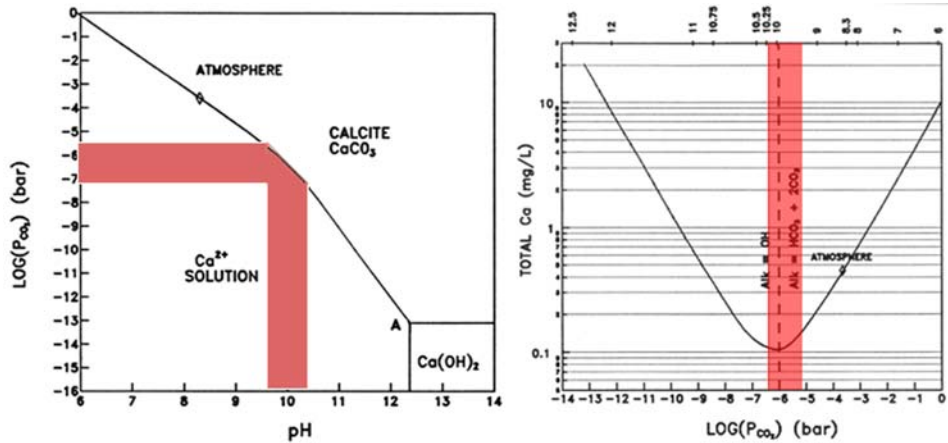 0
-1
-2
-3
-4
-5
-6
-7
-8
-9
-10
-11
-12
-13
-14
-15
-16
LOG(P_CO₂) (bar)
ATMOSPHERE
CALCITE
CaCO₃
Ca²⁺
SOLUTION
A
Ca(OH)₂
6 7 8 9 10 11 12 13 14
pH
12.5 12 11 10.75 10.5 10.25 10 9 8.3 8 6
10.0
1.0
0.1
TOTAL Ca (mg/L)
Alk = OH
Alk = HCO₃ + 2CO₃
ATMOSPHERE
-14 -13 -12 -11 -10 -9 -8 -7 -6 -5 -4 -3 -2 -1 0
LOG(P_CO₂) (bar)